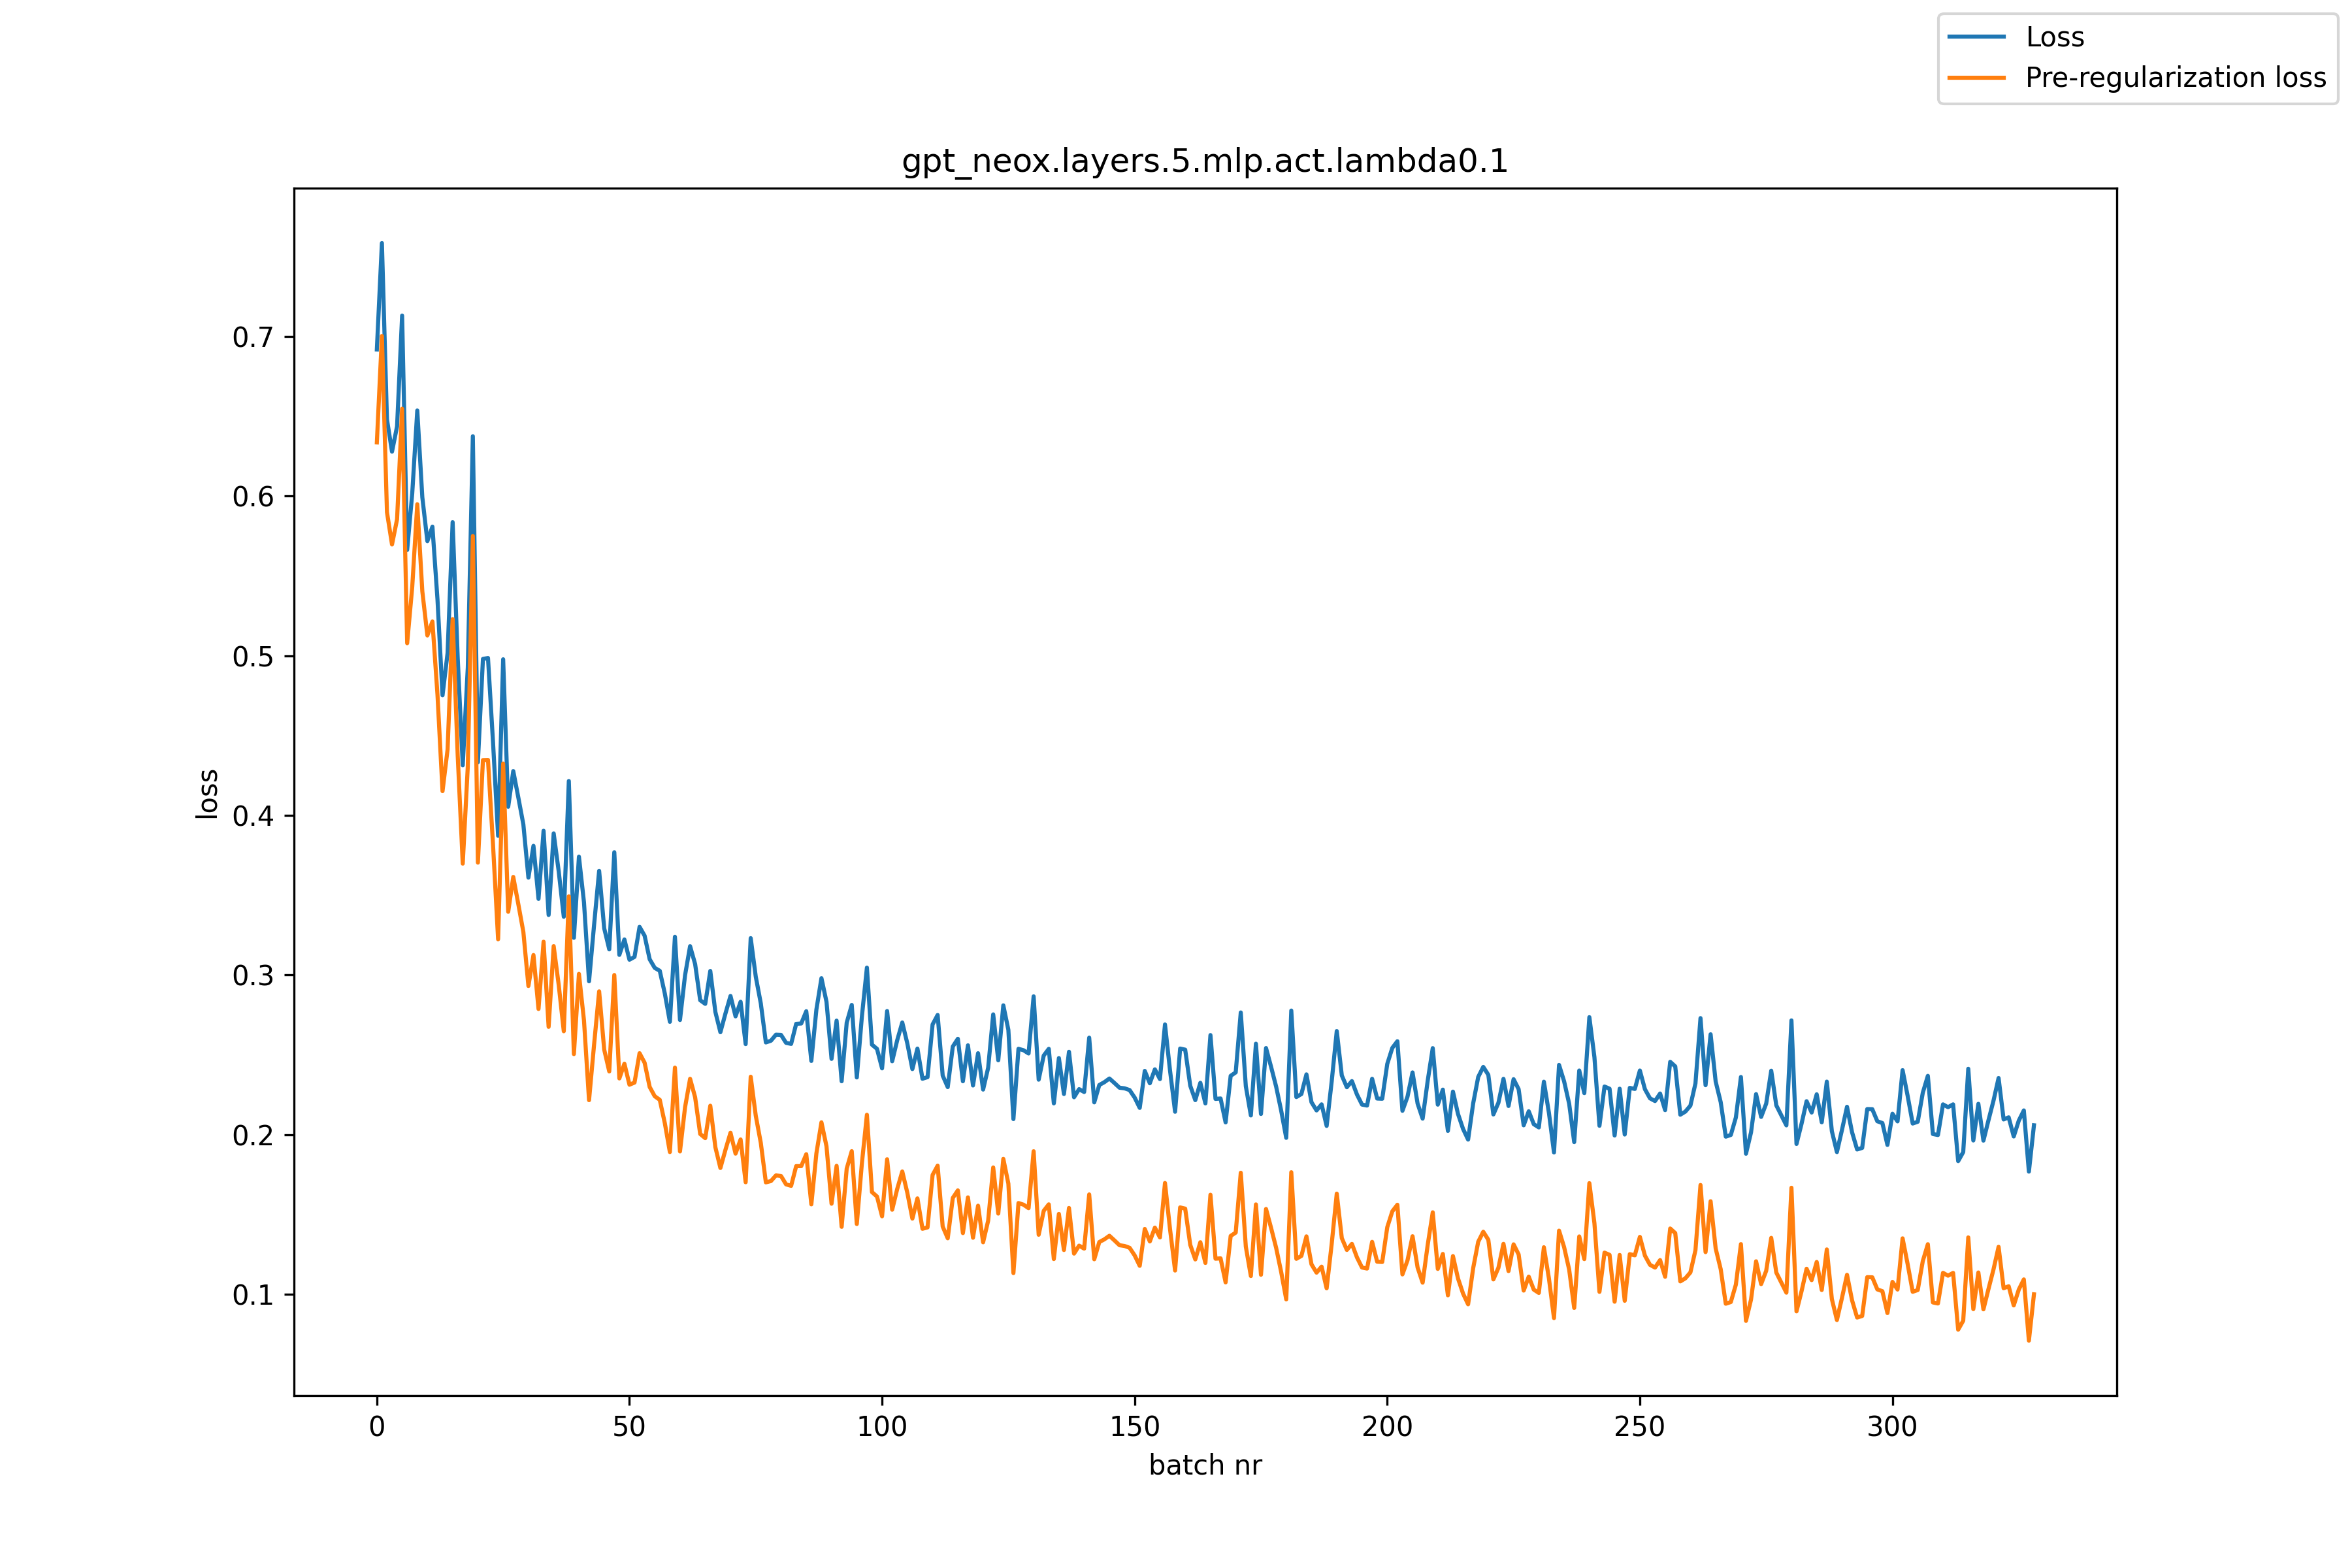 Loss
Pre-regularization loss
gpt_neox.layers.5.mlp.act.lambda0.1
0.7
0.6
0.5
0.4
0.3
0.2
0.1
loss
0 50 100 150 200 250 300
batch nr